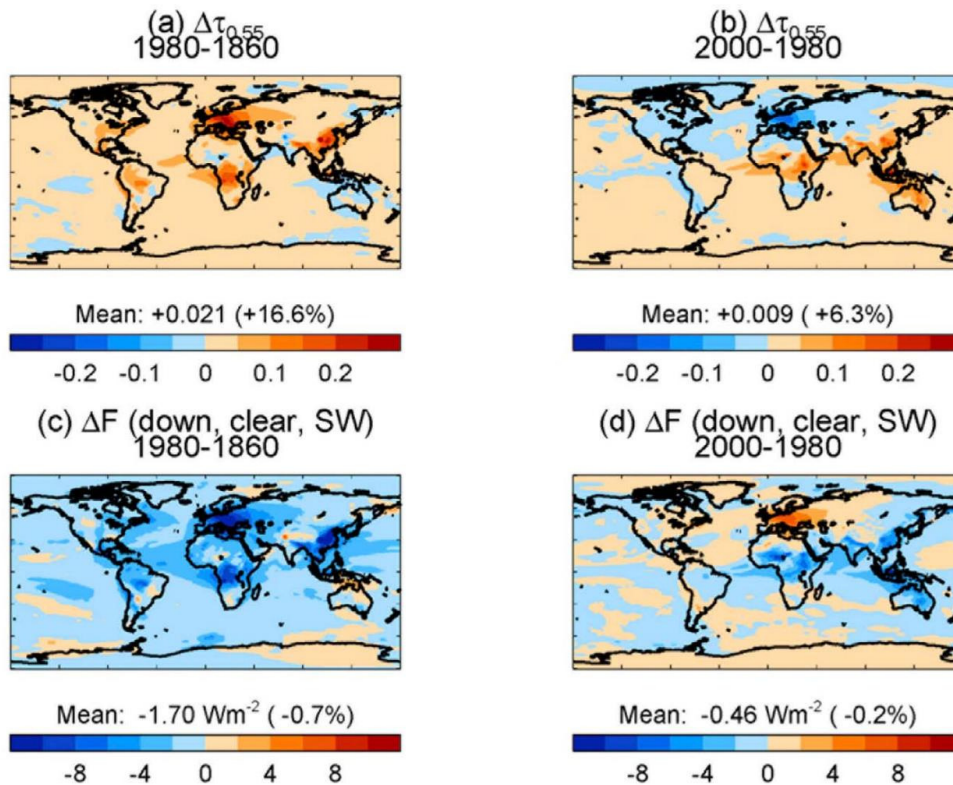 (a) Δτ0.55
1980-1860
(b) Δτ0.55
2000-1980
Mean: +0.021 (+16.6%)
-0.2 -0.1 0 0.1 0.2
Mean: +0.009 ( +6.3%)
-0.2 -0.1 0 0.1 0.2
(c) ΔF (down, clear, SW)
1980-1860
(d) ΔF (down, clear, SW)
2000-1980
Mean: -1.70 Wm⁻² ( -0.7%)
-8 -4 0 4 8
Mean: -0.46 Wm⁻² ( -0.2%)
-8 -4 0 4 8